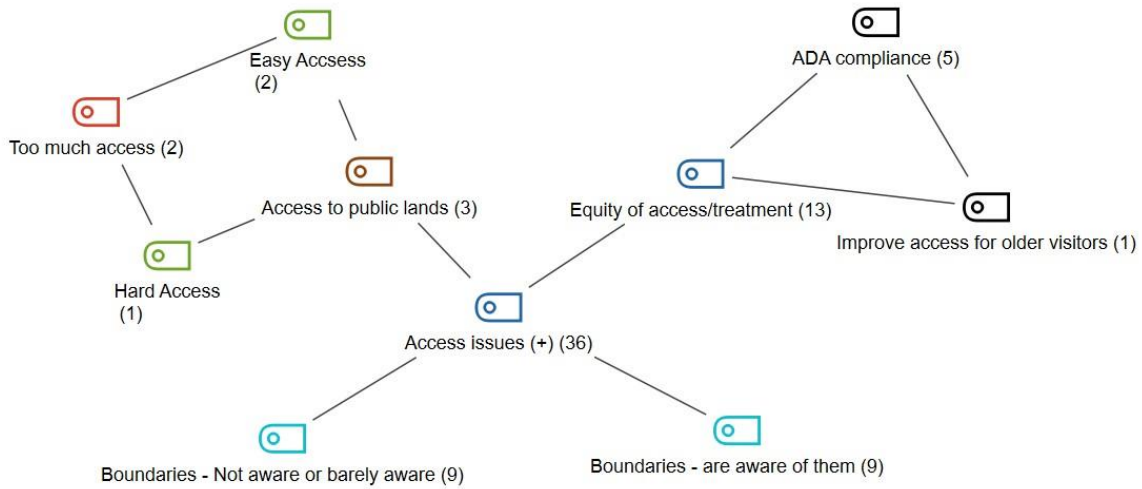 Easy Accsess
(2)
ADA compliance (5)
Too much access (2)
Access to public lands (3)
Equity of access/treatment (13)
Improve access for older visitors (1)
Hard Access
(1)
Access issues (+) (36)
Boundaries - Not aware or barely aware (9)
Boundaries - are aware of them (9)